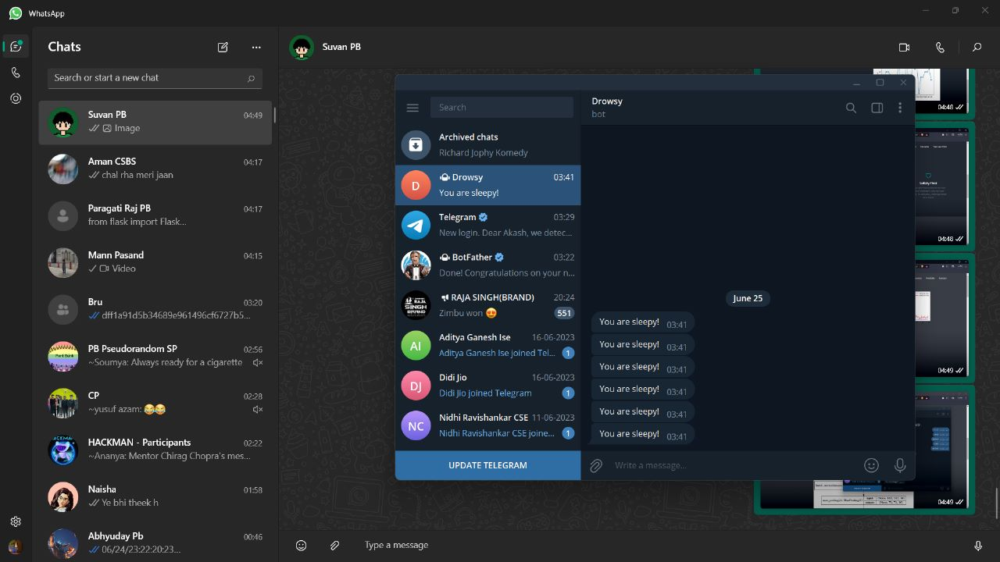 WhatsApp
Chats
Search or start a new chat
Suvan PB 04:49
Image
Aman CSBS 04:17
chal rha meri jaan
Paragati Raj PB 04:17
from flask import Flask...
Mann Pasand 04:15
Video
Bru 03:20
dff1a91d5b34689e961496cf6727b5...
PB Pseudorandom SP 02:56
~Soumya: Always ready for a cigarette
CP 02:28
~yusuf azam: 😂😂
HACKMAN - Participants 02:22
~Ananya: Mentor Chirag Chopra's mes...
Naisha 01:58
Ye bhi theek h
Abhyuday Pb 00:46
06/24/23:22:20:23...
Suvan PB
04:48
04:48
04:49
04:49
Type a message
Search
Archived chats
Richard Jophy Komedy
D
Drowsy 03:41
You are sleepy!
Telegram 03:29
New login. Dear Akash, we detec...
BotFather 03:22
Done! Congratulations on your n...
RAJA SINGH(BRAND) 20:24
Zimbu won 😍 551
AI
Aditya Ganesh Ise 16-06-2023
Aditya Ganesh Ise joined Tel... 1
DJ
Didi Jio 16-06-2023
Didi Jio joined Telegram 1
NC
Nidhi Ravishankar CSE 11-06-2023
Nidhi Ravishankar CSE joine... 1
UPDATE TELEGRAM
Drowsy
bot
June 25
You are sleepy! 03:41
You are sleepy! 03:41
You are sleepy! 03:41
You are sleepy! 03:41
You are sleepy! 03:41
You are sleepy! 03:41
Write a message...